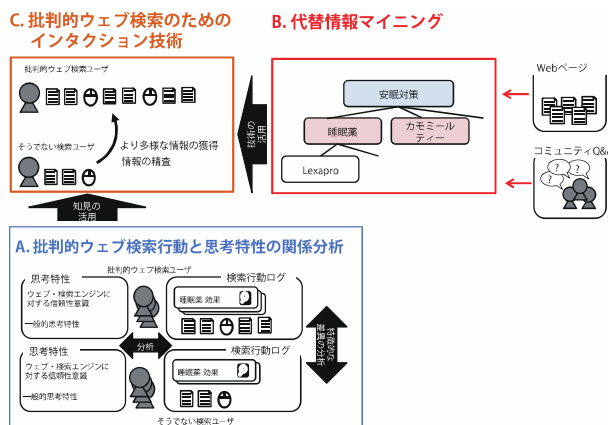 C. 批判的ウェブ検索のための
インタクション技術
批判的ウェブ検索ユーザ
そうでない検索ユーザ
より多様な情報の獲得
情報の精査
技術の
活用
B. 代替情報マイニング
安眠対策
睡眠薬
カモミール
ティー
Lexapro
Webページ
コミュニティQ&A
? ? ?
知見の
活用
A. 批判的ウェブ検索行動と思考特性の関係分析
批判的ウェブ検索ユーザ
思考特性
ウェブ・検索エンジンに
対する信頼性意識
一般的思考特性
検索行動ログ
睡眠薬 効果
分析
特徴的な
差異の分析
思考特性
ウェブ・検索エンジンに
対する信頼性意識
一般的思考特性
検索行動ログ
睡眠薬 効果
そうでない検索ユーザ